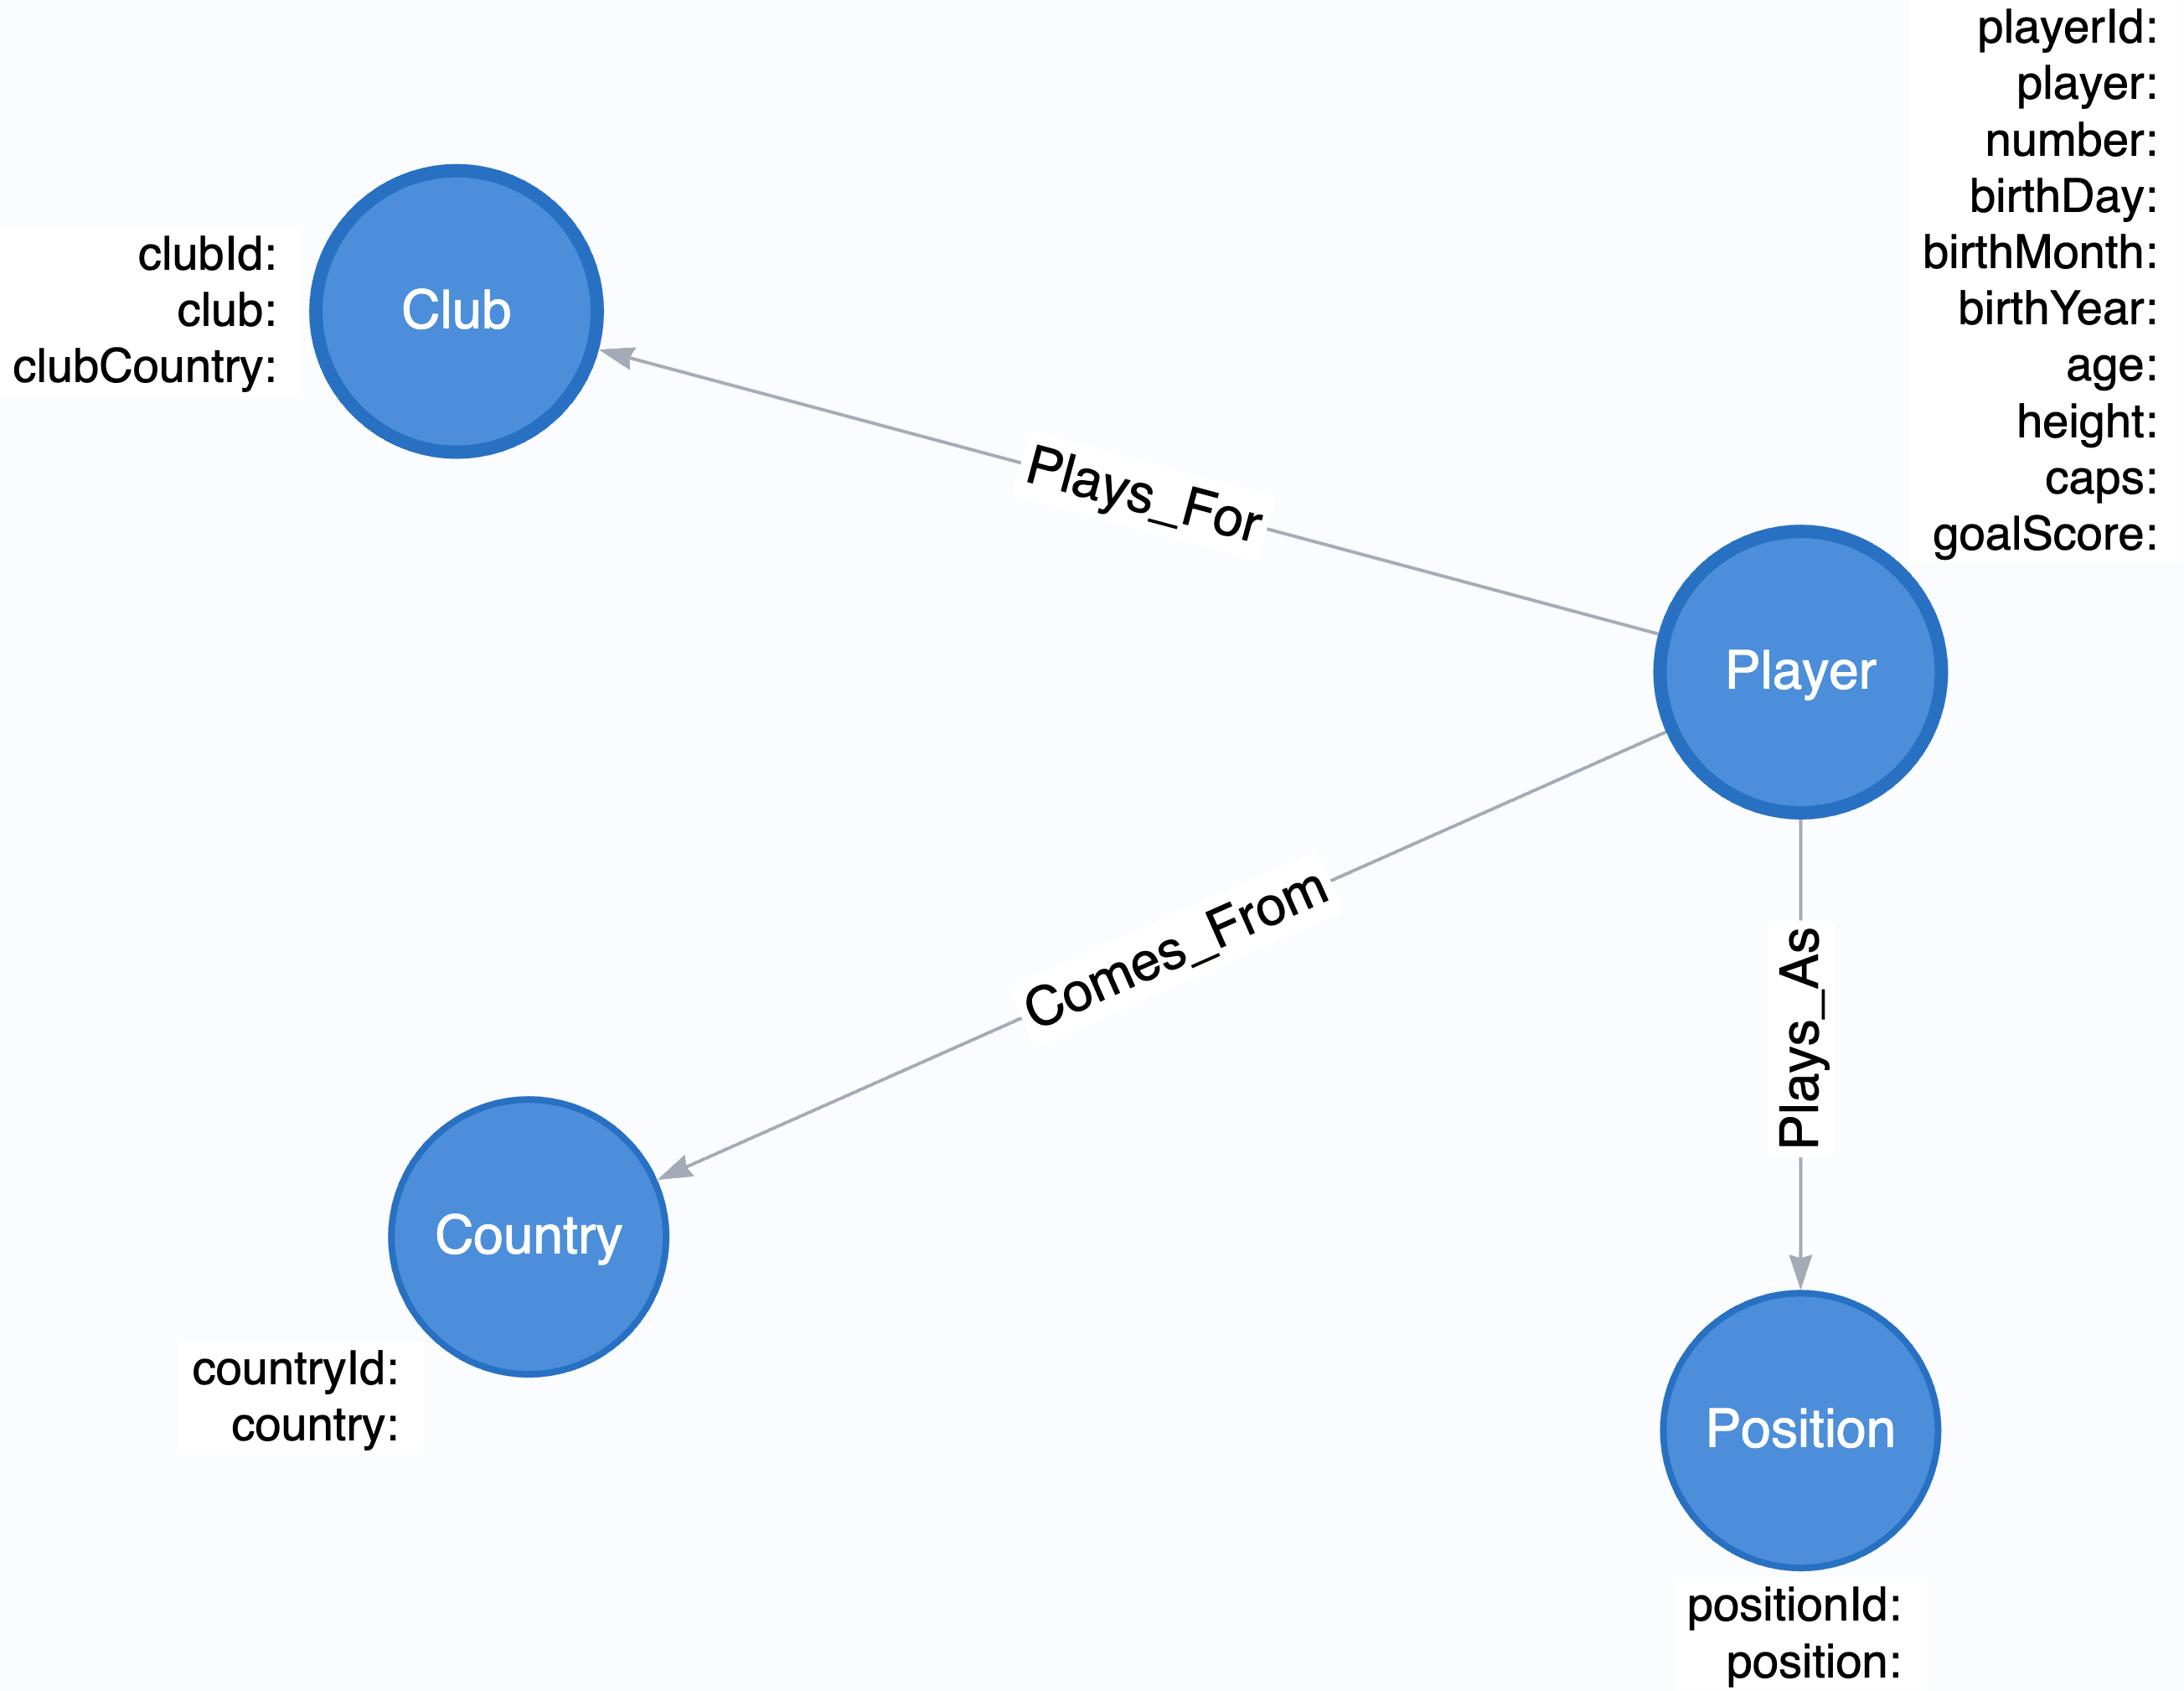 playerId:
player:
number:
birthDay:
birthMonth:
birthYear:
age:
height:
caps:
goalScore:
clubId:
club:
clubCountry:
Club
Plays_For
Player
Comes_From
Plays_As
Country
countryId:
country:
Position
positionId:
position: